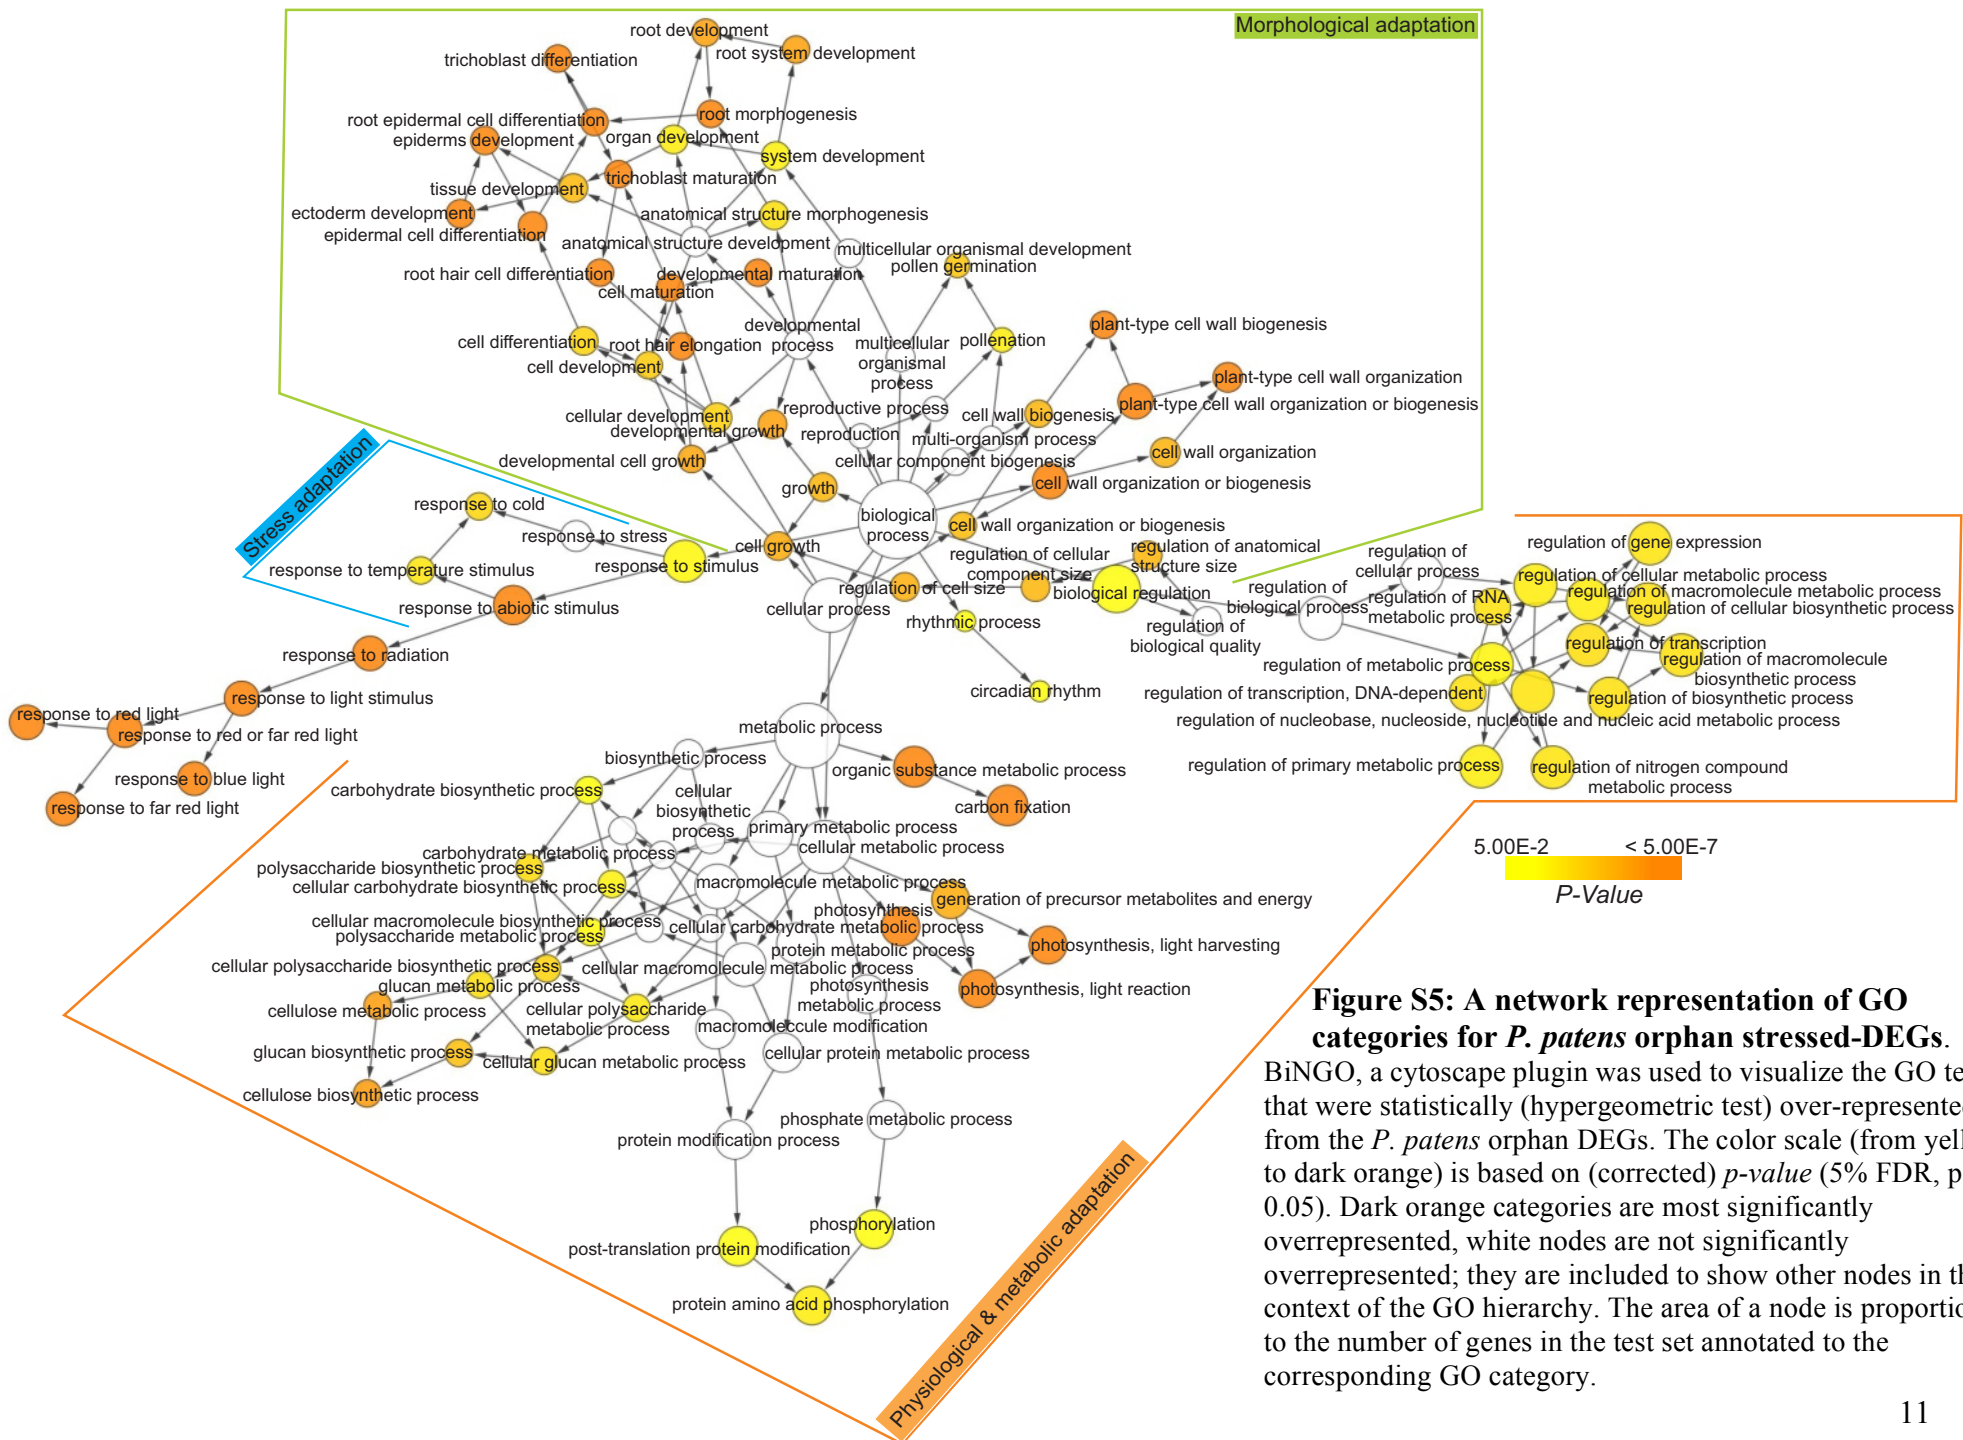 Morphological adaptation
root development
root system development
trichoblast differentiation
root morphogenesis
root epidermal cell differentiation
organ development
epiderms development
system development
trichoblast maturation
tissue development
ectoderm development
anatomical structure morphogenesis
epidermal cell differentiation
anatomical structure development
multicellular organismal development
pollen germination
root hair cell differentiation
developmental maturation
cell maturation
developmental
process
plant-type cell wall biogenesis
cell differentiation
root hair elongation
multicellular
organismal
process
pollenation
cell development
plant-type cell wall organization
plant-type cell wall organization or biogenesis
cellular development
reproductive process
cell wall biogenesis
developmental growth
reproduction
multi-organism process
cell wall organization
developmental cell growth
cellular component biogenesis
growth
cell wall organization or biogenesis
Stress adaptation
response to cold
biological
process
cell wall organization or biogenesis
response to stress
cell growth
regulation of cellular
component size
regulation of anatomical
structure size
response to temperature stimulus
response to stimulus
regulation of cell size
biological regulation
response to abiotic stimulus
cellular process
rhythmic process
regulation of
biological quality
regulation of
biological process
regulation of
cellular process
regulation of gene expression
regulation of cellular metabolic process
regulation of RNA
metabolic process
regulation of macromolecule metabolic process
regulation of cellular biosynthetic process
regulation of transcription
regulation of macromolecule
biosynthetic process
regulation of metabolic process
regulation of transcription, DNA-dependent
regulation of biosynthetic process
regulation of nucleobase, nucleoside, nucleotide and nucleic acid metabolic process
regulation of primary metabolic process
regulation of nitrogen compound
metabolic process
response to radiation
circadian rhythm
response to light stimulus
response to red light
response to red or far red light
response to blue light
response to far red light
metabolic process
biosynthetic process
organic substance metabolic process
carbohydrate biosynthetic process
cellular
biosynthetic
process
carbon fixation
primary metabolic process
cellular metabolic process
carbohydrate metabolic process
polysaccharide biosynthetic process
cellular carbohydrate biosynthetic process
macromolecule metabolic process
generation of precursor metabolites and energy
photosynthesis
cellular macromolecule biosynthetic process
cellular carbohydrate metabolic process
polysaccharide metabolic process
protein metabolic process
photosynthesis, light harvesting
cellular polysaccharide biosynthetic process
cellular macromolecule metabolic process
glucan metabolic process
photosynthesis
metabolic process
photosynthesis, light reaction
cellulose metabolic process
cellular polysaccharide
metabolic process
macromoleccule modification
glucan biosynthetic process
cellular glucan metabolic process
cellular protein metabolic process
cellulose biosynthetic process
phosphate metabolic process
protein modification process
phosphorylation
post-translation protein modification
protein amino acid phosphorylation
Physiological & metabolic adaptation
5.00E-2 < 5.00E-7
P-Value
Figure S5: A network representation of GO
categories for P. patens orphan stressed-DEGs.
BiNGO, a cytoscape plugin was used to visualize the GO te
that were statistically (hypergeometric test) over-represente
from the P. patens orphan DEGs. The color scale (from yell
to dark orange) is based on (corrected) p-value (5% FDR, p
0.05). Dark orange categories are most significantly
overrepresented, white nodes are not significantly
overrepresented; they are included to show other nodes in th
context of the GO hierarchy. The area of a node is proportio
to the number of genes in the test set annotated to the
corresponding GO category.
11